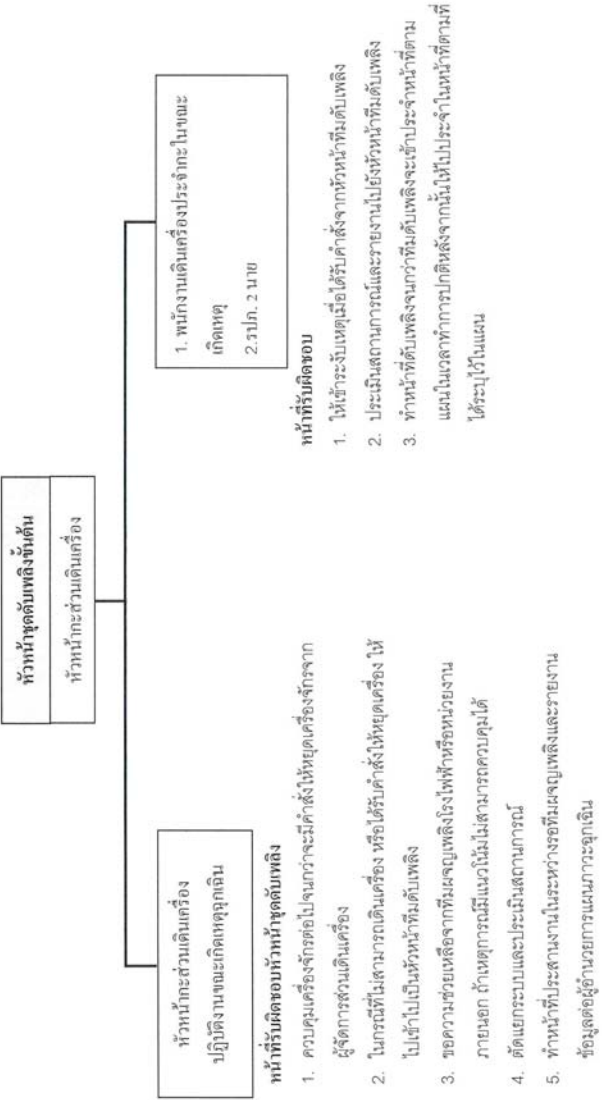 หัวหน้าชุดดับเพลิงขั้นต้น
หัวหน้ากะส่วนเดินเครื่อง
หัวหน้ากะส่วนเดินเครื่อง
ปฏิบัติงานขณะเกิดเหตุฉุกเฉิน
หน้าที่รับผิดชอบหัวหน้าชุดดับเพลิง
1. ควบคุมเครื่องจักรต่อไปจนกว่าจะมีคำสั่งให้หยุดเครื่องจักรจาก
ผู้จัดการส่วนเดินเครื่อง
2. ในกรณีที่ไม่สามารถเดินเครื่อง หรือได้รับคำสั่งให้หยุดเครื่อง ให้
ไปเข้าไปเป็นหัวหน้าทีมดับเพลิง
3. ขอความช่วยเหลือจากทีมผจญเพลิงโรงไฟฟ้าหรือหน่วยงาน
ภายนอก ถ้าเหตุการณ์มีแนวโน้มไม่สามารถควบคุมได้
4. ตัดแยกระบบและประเมินสถานการณ์
5. ทำหน้าที่ประสานงานในระหว่างรอทีมผจญเพลิงและรายงาน
ข้อมูลต่อผู้อำนวยการแผนภาวะฉุกเฉิน
1. พนักงานเดินเครื่องประจำกะในขณะ
เกิดเหตุ
2.รปภ. 2 นาย
หน้าที่รับผิดชอบ
1. ให้เข้าระงับเหตุเมื่อได้รับคำสั่งจากหัวหน้าทีมดับเพลิง
2. ประเมินสถานการณ์และรายงานไปยังหัวหน้าทีมดับเพลิง
3. ทำหน้าที่ดับเพลิงจนกว่าทีมดับเพลิงจะเข้าประจำหน้าที่ตาม
แผนในเวลาทำการปกติหลังจากนั้นให้ไปประจำในหน้าที่ตามที่
ได้ระบุไว้ในแผน